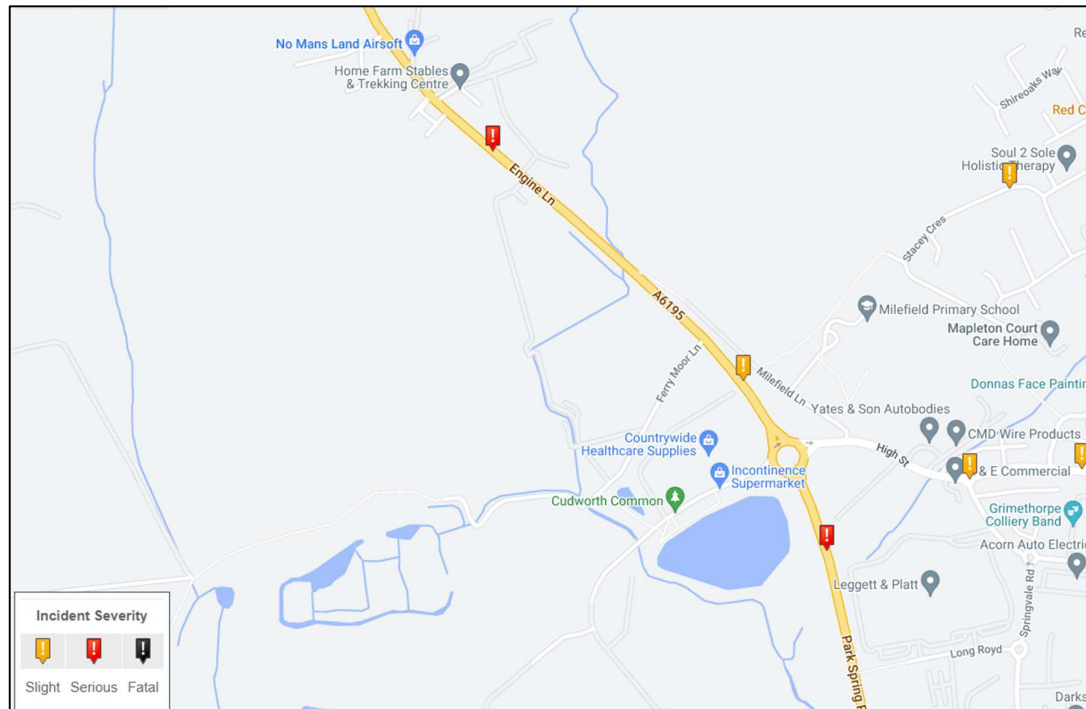 No Mans Land Airsoft
Home Farm Stables
& Trekking Centre
Re
Shireoaks Way
Red C
Soul 2 Sole
Holistic Therapy
Engine Ln
Stacey Cres
A6195
Milefield Primary School
Mapleton Court
Care Home
Ferry Moor Ln
Milefield Ln
Donnas Face Paintin
Yates & Son Autobodies
Countrywide
Healthcare Supplies
High St
CMD Wire Products
Incontinence
Supermarket
& E Commercial
Cudworth Common
Grimethorpe
Colliery Band
Acorn Auto Electric
Leggett & Platt
Springvale Rd
Park Spring R
Long Royd
Darks
Incident Severity
Slight Serious Fatal